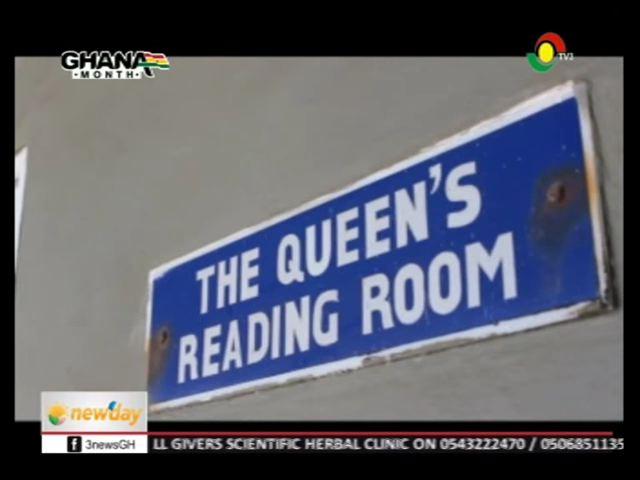 GHANA
MONTH
TV3
THE QUEEN'S
READING ROOM
newday
f 3newsGH
LL GIVERS SCIENTIFIC HERBAL CLINIC ON 0543222470 / 0506851135